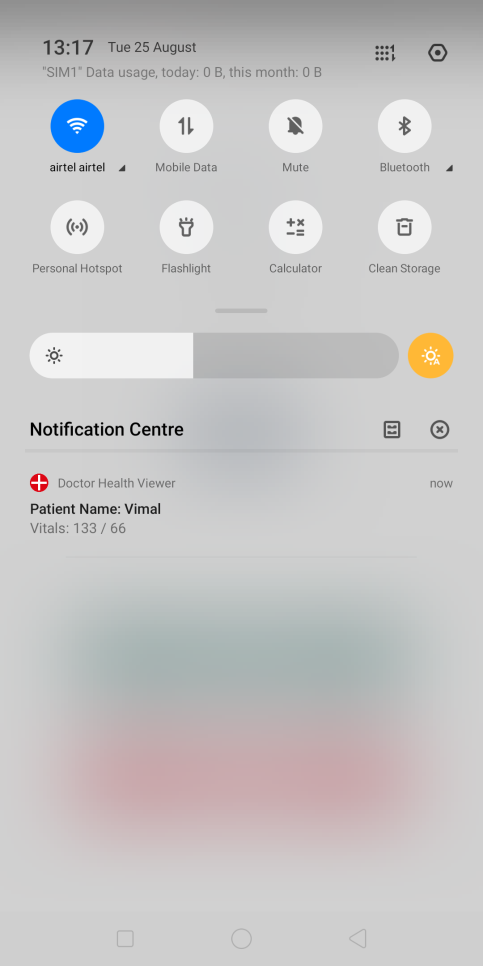 13:17 Tue 25 August
"SIM1" Data usage, today: 0 B, this month: 0 B
airtel airtel Mobile Data Mute Bluetooth
Personal Hotspot Flashlight Calculator Clean Storage
A
Notification Centre
Doctor Health Viewer now
Patient Name: Vimal
Vitals: 133 / 66